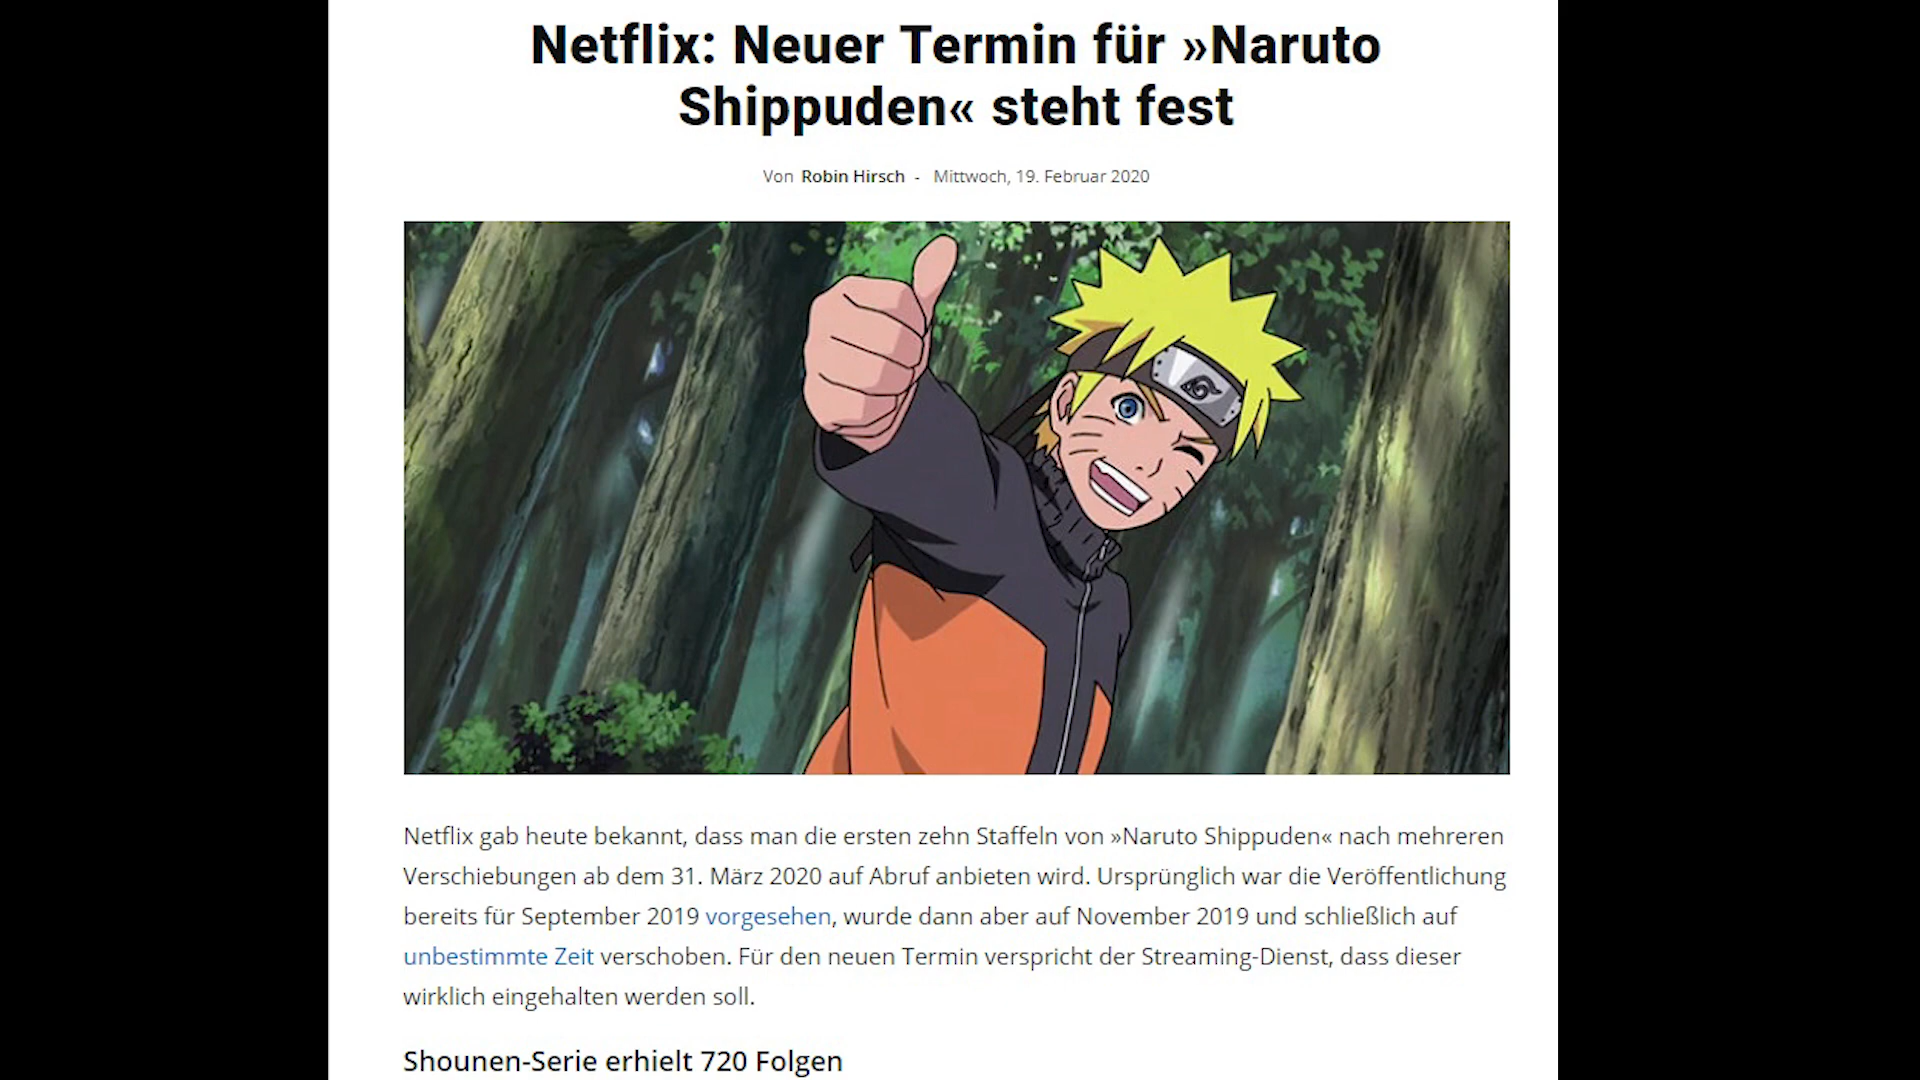 Netflix: Neuer Termin für »Naruto
Shippuden« steht fest
Von Robin Hirsch - Mittwoch, 19. Februar 2020
Netflix gab heute bekannt, dass man die ersten zehn Staffeln von »Naruto Shippuden« nach mehreren
Verschiebungen ab dem 31. März 2020 auf Abruf anbieten wird. Ursprünglich war die Veröffentlichung
bereits für September 2019 vorgesehen, wurde dann aber auf November 2019 und schließlich auf
unbestimmte Zeit verschoben. Für den neuen Termin verspricht der Streaming-Dienst, dass dieser
wirklich eingehalten werden soll.
Shounen-Serie erhielt 720 Folgen